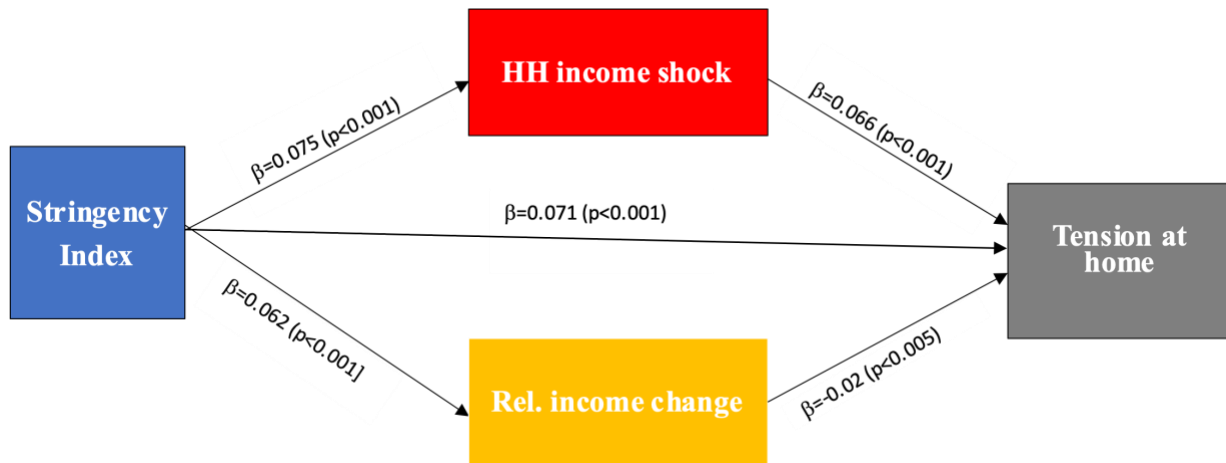 HH income shock
β=0.075 (p<0.001)
β=0.066 (p<0.001)
Stringency
Index
β=0.071 (p<0.001)
Tension at
home
β=0.062 (p<0.001]
Rel. income change
β=-0.02 (p<0.005)